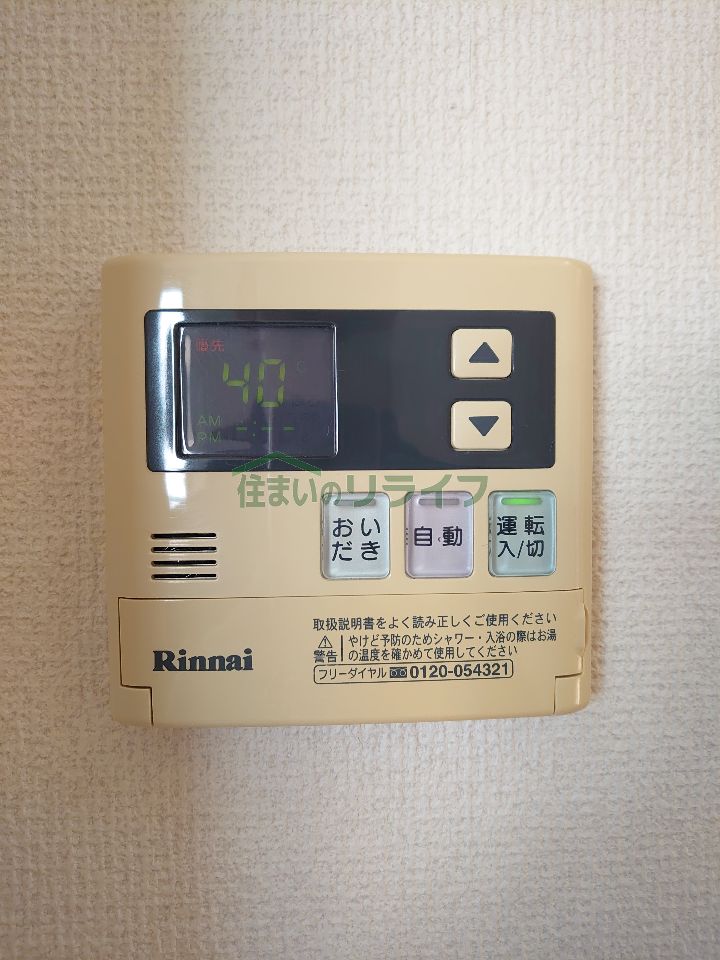 優先
40 ℃
AM
PM -:--
住まいのリライフ
おい
だき
自動
運転
入/切
取扱説明書をよく読み正しくご使用ください
警告
やけど予防のためシャワー・入浴の際はお湯
の温度を確かめて使用してください
Rinnai
フリーダイヤル 0120-054321